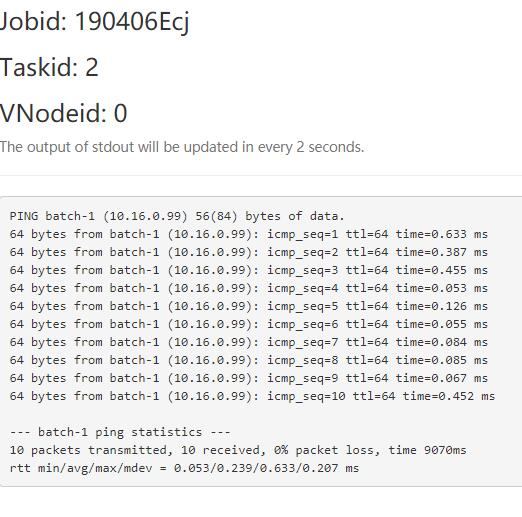 Jobid: 190406Ecj
Taskid: 2
VNodeid: 0
The output of stdout will be updated in every 2 seconds.
PING batch-1 (10.16.0.99) 56(84) bytes of data.
64 bytes from batch-1 (10.16.0.99): icmp_seq=1 ttl=64 time=0.633 ms
64 bytes from batch-1 (10.16.0.99): icmp_seq=2 ttl=64 time=0.387 ms
64 bytes from batch-1 (10.16.0.99): icmp_seq=3 ttl=64 time=0.455 ms
64 bytes from batch-1 (10.16.0.99): icmp_seq=4 ttl=64 time=0.053 ms
64 bytes from batch-1 (10.16.0.99): icmp_seq=5 ttl=64 time=0.126 ms
64 bytes from batch-1 (10.16.0.99): icmp_seq=6 ttl=64 time=0.055 ms
64 bytes from batch-1 (10.16.0.99): icmp_seq=7 ttl=64 time=0.084 ms
64 bytes from batch-1 (10.16.0.99): icmp_seq=8 ttl=64 time=0.085 ms
64 bytes from batch-1 (10.16.0.99): icmp_seq=9 ttl=64 time=0.067 ms
64 bytes from batch-1 (10.16.0.99): icmp_seq=10 ttl=64 time=0.452 ms
--- batch-1 ping statistics ---
10 packets transmitted, 10 received, 0% packet loss, time 9070ms
rtt min/avg/max/mdev = 0.053/0.239/0.633/0.207 ms